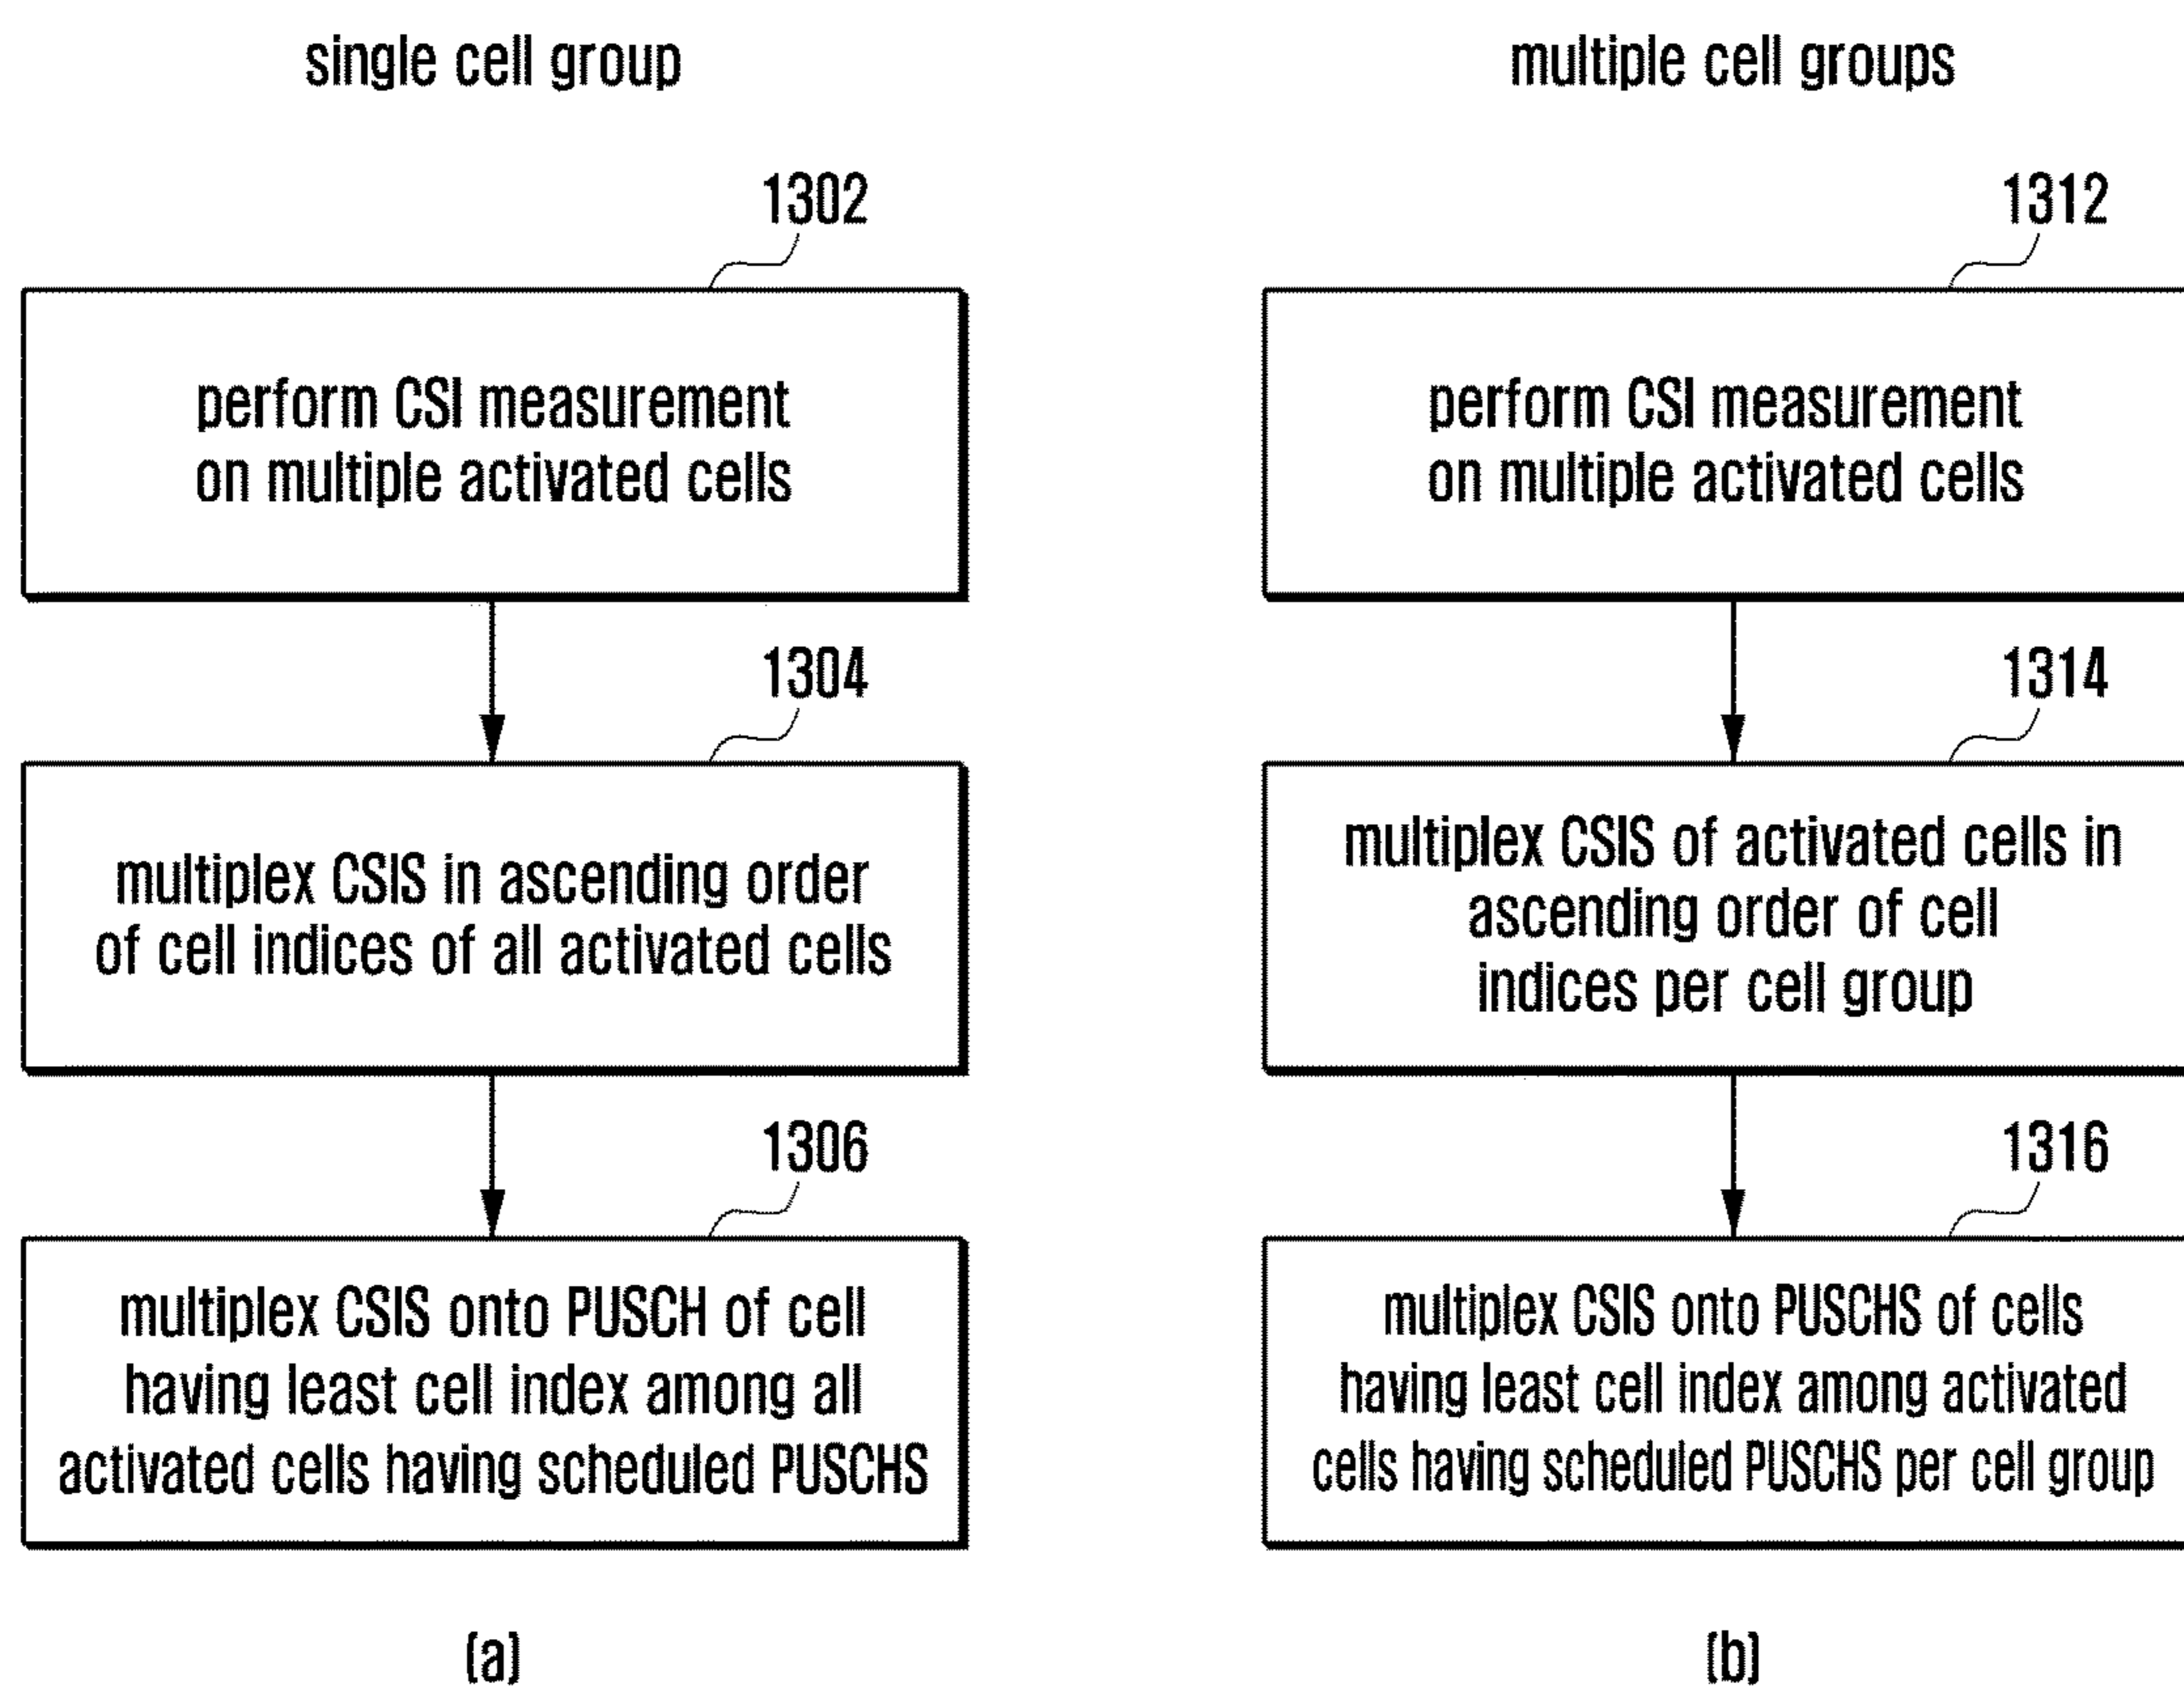 single cell group
1302
perform CSI measurement
on multiple activated cells
1304
multiplex CSIS in ascending order
of cell indices of all activated cells
1306
multiplex CSIS onto PUSCH of cell
having least cell index among all
activated cells having scheduled PUSCHS
(a)
multiple cell groups
1312
perform CSI measurement
on multiple activated cells
1314
multiplex CSIS of activated cells in
ascending order of cell
indices per cell group
1316
multiplex CSIS onto PUSCHS of cells
having least cell index among activated
cells having scheduled PUSCHS per cell group
(b)